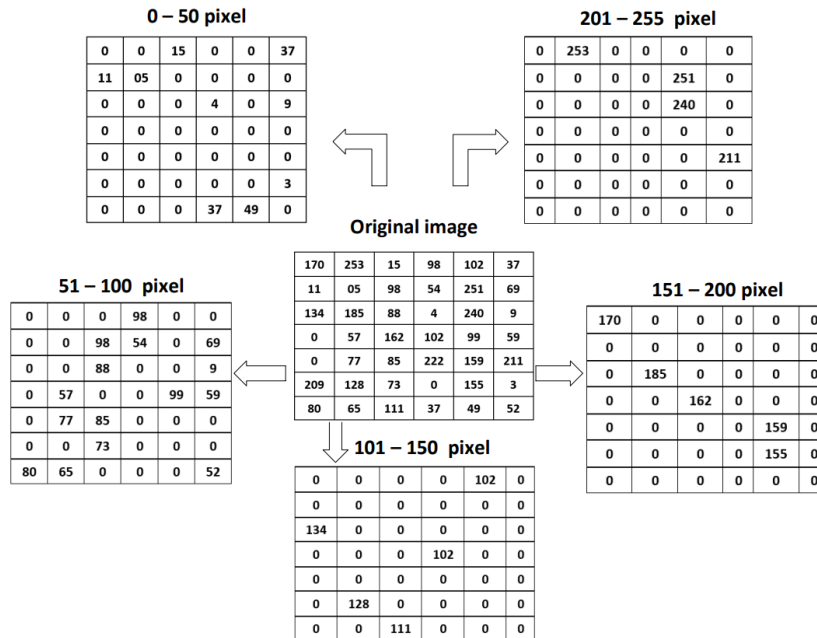 0 – 50 pixel
0 0 15 0 0 37
11 05 0 0 0 0
0 0 0 4 0 9
0 0 0 0 0 0
0 0 0 0 0 0
0 0 0 0 0 3
0 0 0 37 49 0
201 – 255 pixel
0 253 0 0 0 0
0 0 0 0 251 0
0 0 0 0 240 0
0 0 0 0 0 0
0 0 0 0 0 211
0 0 0 0 0 0
0 0 0 0 0 0
Original image
170 253 15 98 102 37
11 05 98 54 251 69
134 185 88 4 240 9
0 57 162 102 99 59
0 77 85 222 159 211
209 128 73 0 155 3
80 65 111 37 49 52
51 – 100 pixel
0 0 0 98 0 0
0 0 98 54 0 69
0 0 88 0 0 9
0 57 0 0 99 59
0 77 85 0 0 0
0 0 73 0 0 0
80 65 0 0 0 52
151 – 200 pixel
170 0 0 0 0 0
0 0 0 0 0 0
0 185 0 0 0 0
0 0 162 0 0 0
0 0 0 0 159 0
0 0 0 0 155 0
0 0 0 0 0 0
101 – 150 pixel
0 0 0 0 102 0
0 0 0 0 0 0
134 0 0 0 0 0
0 0 0 102 0 0
0 0 0 0 0 0
0 128 0 0 0 0
0 0 111 0 0 0